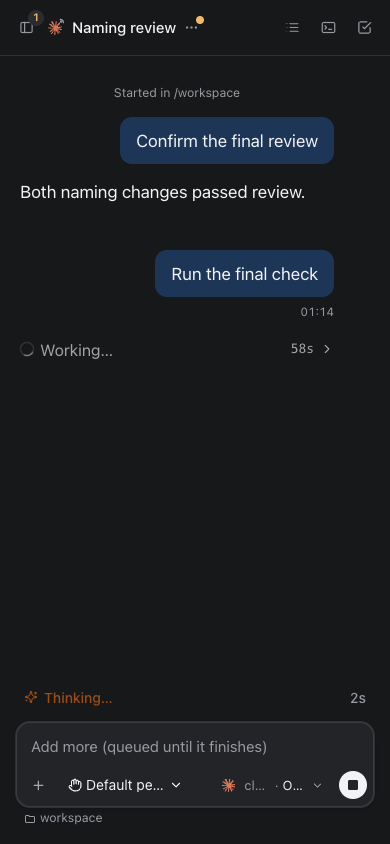 1
Naming review
Started in /workspace
Confirm the final review
Both naming changes passed review.
Run the final check
01:14
Working... 58s
Thinking... 2s
Add more (queued until it finishes)
Default pe... cl... · O...
workspace